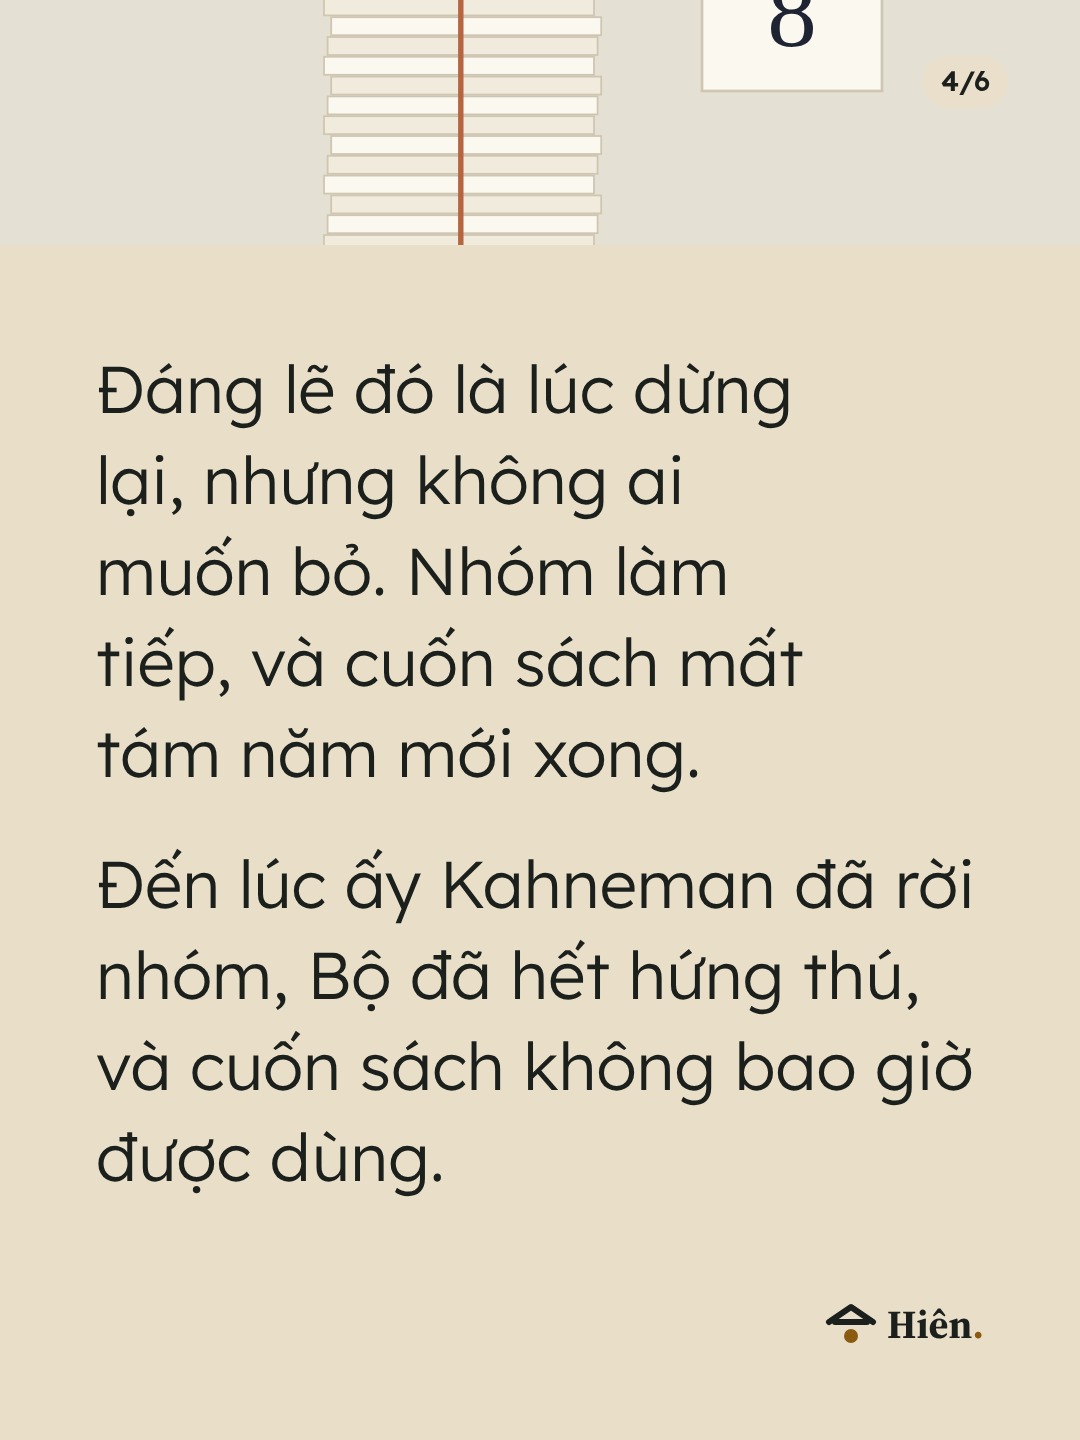 8
4/6
Đáng lẽ đó là lúc dừng
lại, nhưng không ai
muốn bỏ. Nhóm làm
tiếp, và cuốn sách mất
tám năm mới xong.
Đến lúc ấy Kahneman đã rời
nhóm, Bộ đã hết hứng thú,
và cuốn sách không bao giờ
được dùng.
Hiên.